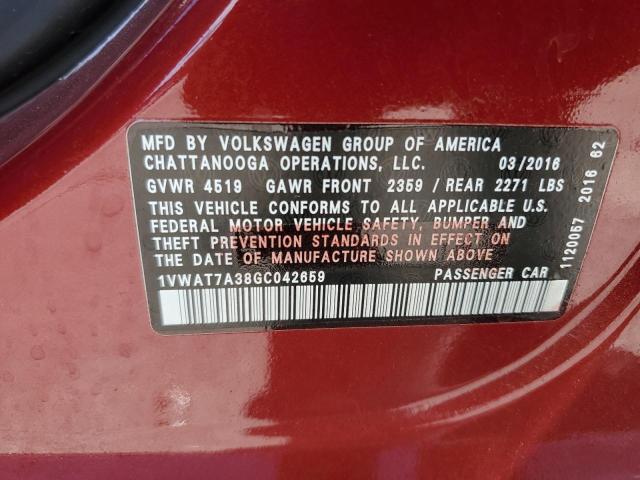 MFD BY VOLKSWAGEN GROUP OF AMERICA
CHATTANOOGA OPERATIONS, LLC. 03/2016
GVWR 4519 GAWR FRONT 2359 / REAR 2271 LBS
THIS VEHICLE CONFORMS TO ALL APPLICABLE U.S.
FEDERAL MOTOR VEHICLE SAFETY, BUMPER AND
THEFT PREVENTION STANDARDS IN EFFECT ON
THE DATE OF MANUFACTURE SHOWN ABOVE
1VWAT7A38GC042659 PASSENGER CAR
1120057 2016 62